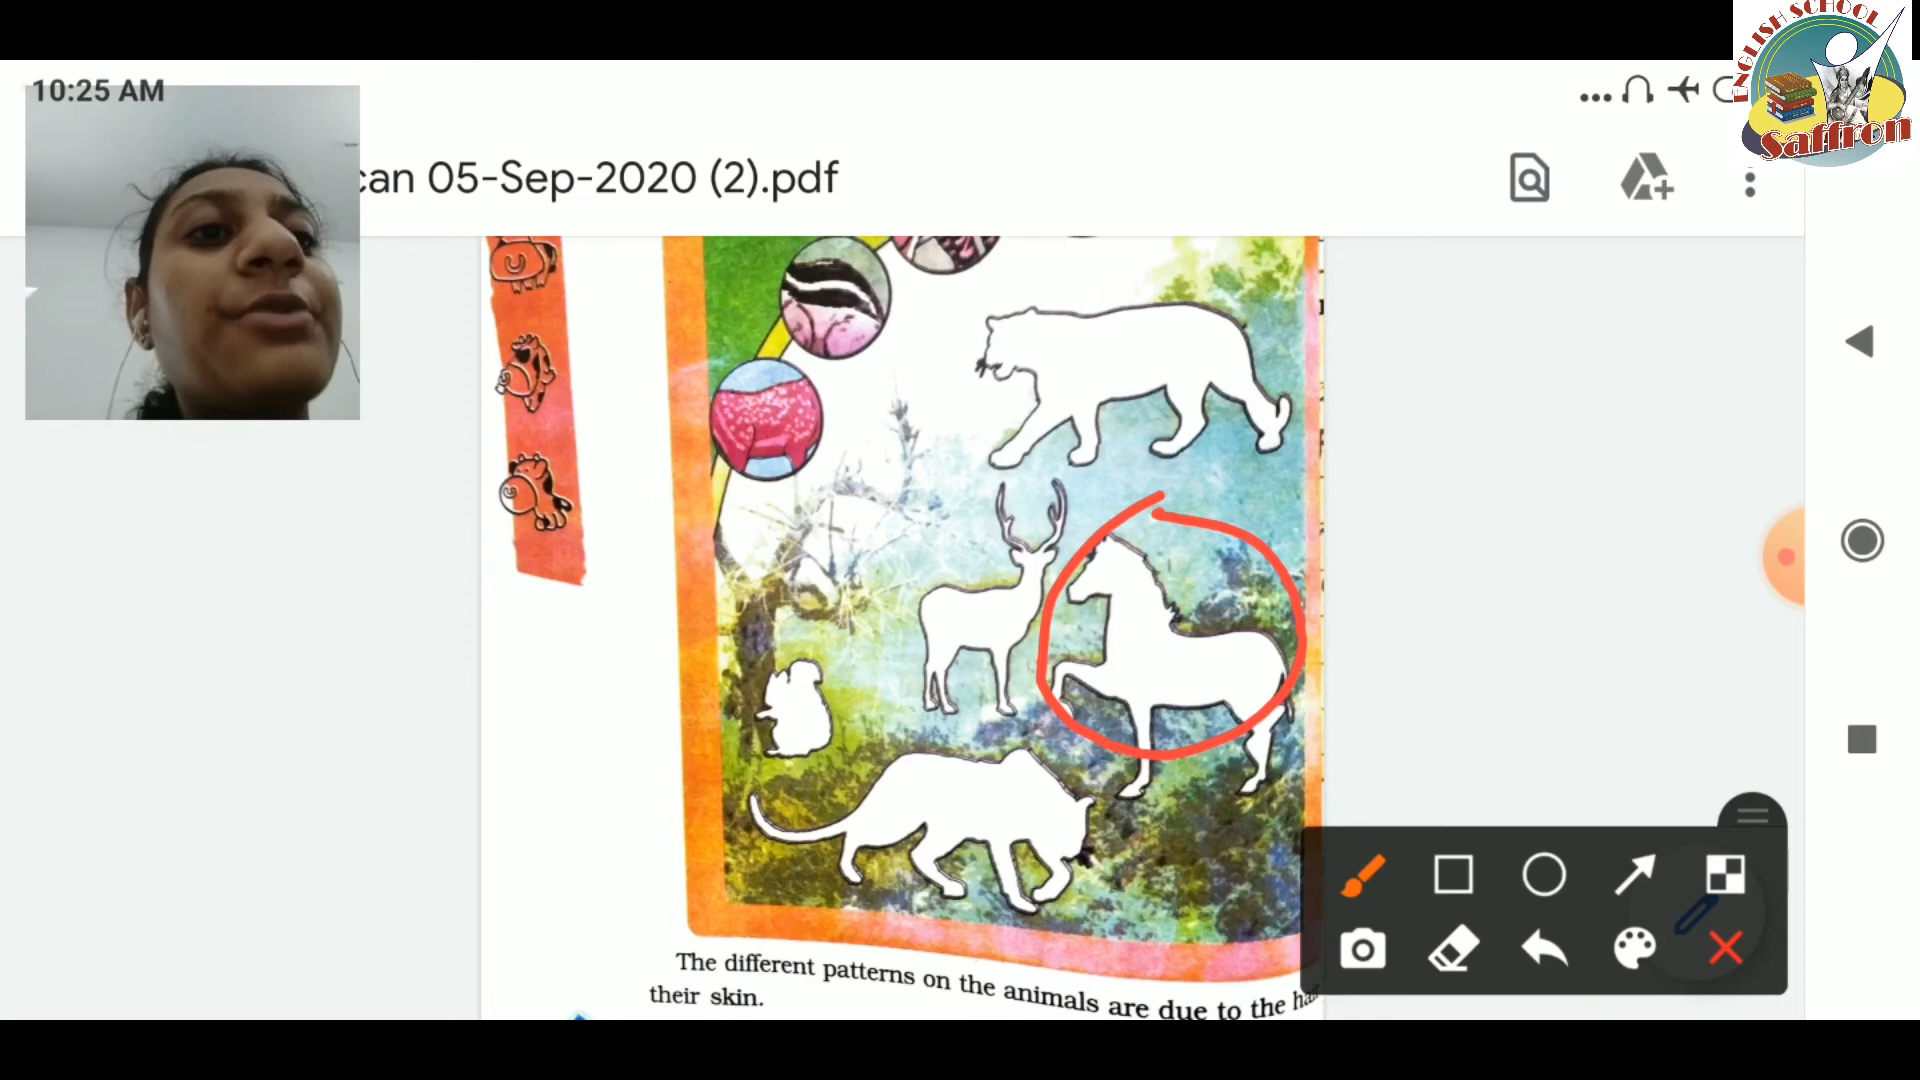 10:25 AM
can 05-Sep-2020 (2).pdf
ENGLISH SCHOOL
Saffron
The different patterns on the animals are due to the
their skin.